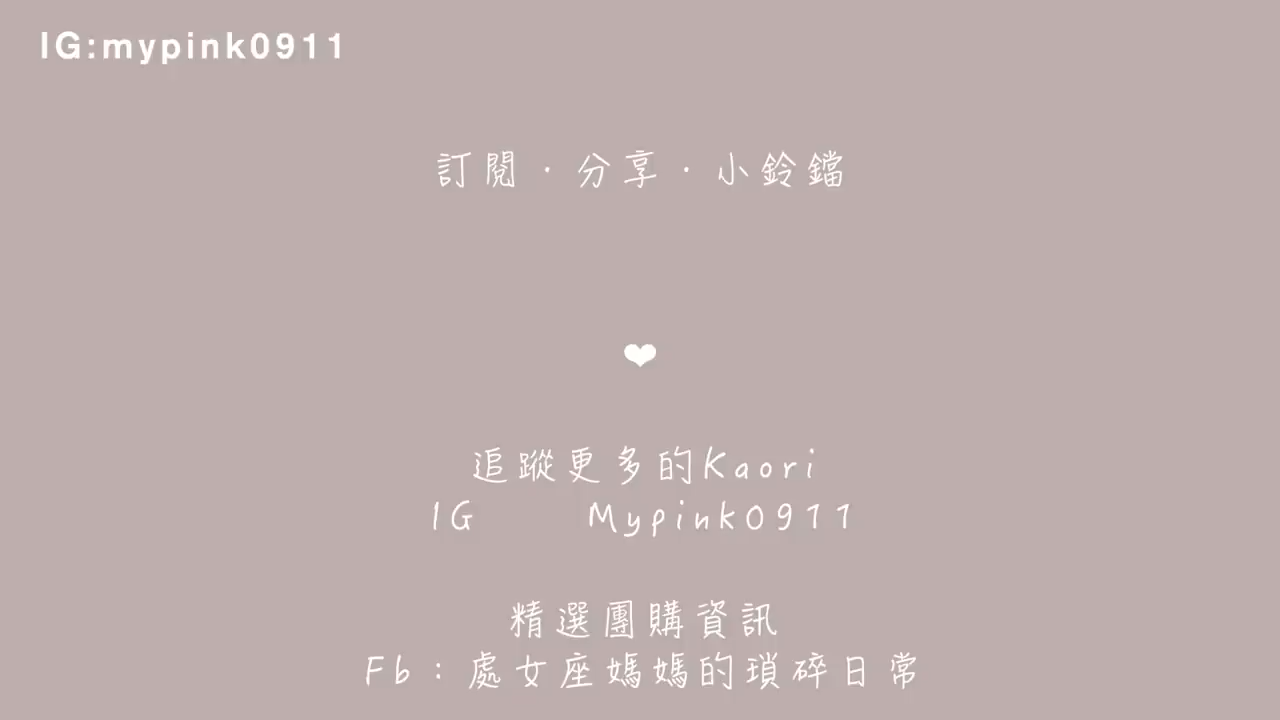 IG:mypink0911
訂閱·分享·小鈴鐺
❤
追蹤更多的Kaori
IG Mypink0911
精選團購資訊
Fb：處女座媽媽的瑣碎日常